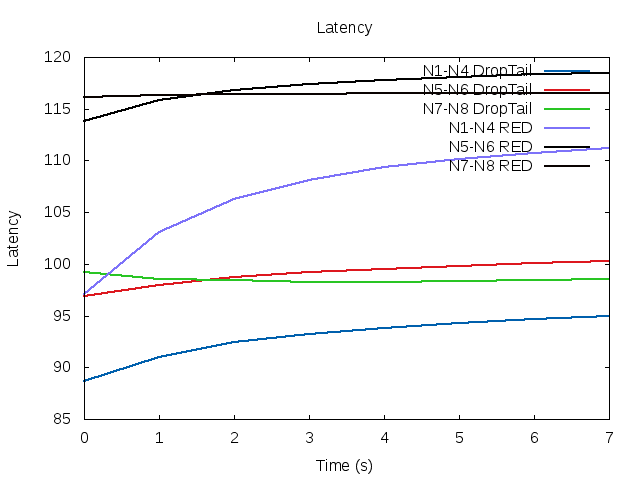 Latency
120
115
110
105
100
95
90
85
Latency
N1-N4 DropTail
N5-N6 DropTail
N7-N8 DropTail
N1-N4 RED
N5-N6 RED
N7-N8 RED
0 1 2 3 4 5 6 7
Time (s)